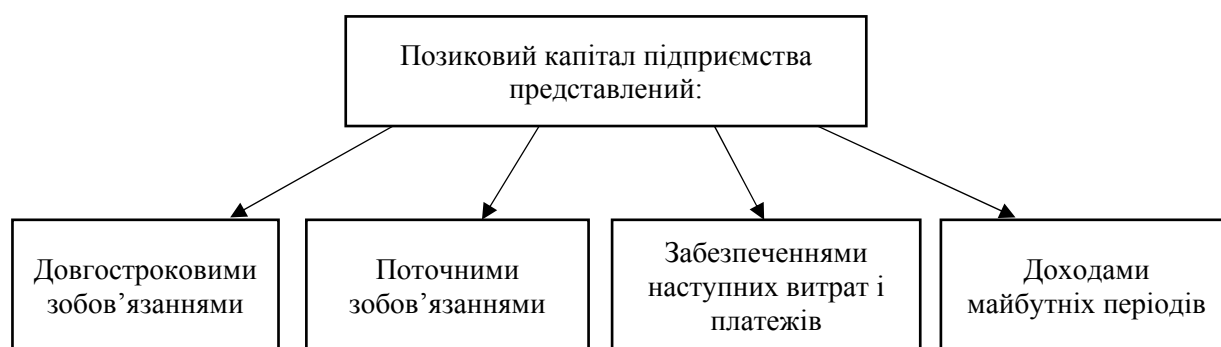 Позиковий капітал підприємства
представлений:
Довгостроковими
зобов’язаннями
Поточними
зобов’язаннями
Забезпеченнями
наступних витрат і
платежів
Доходами
майбутніх періодів